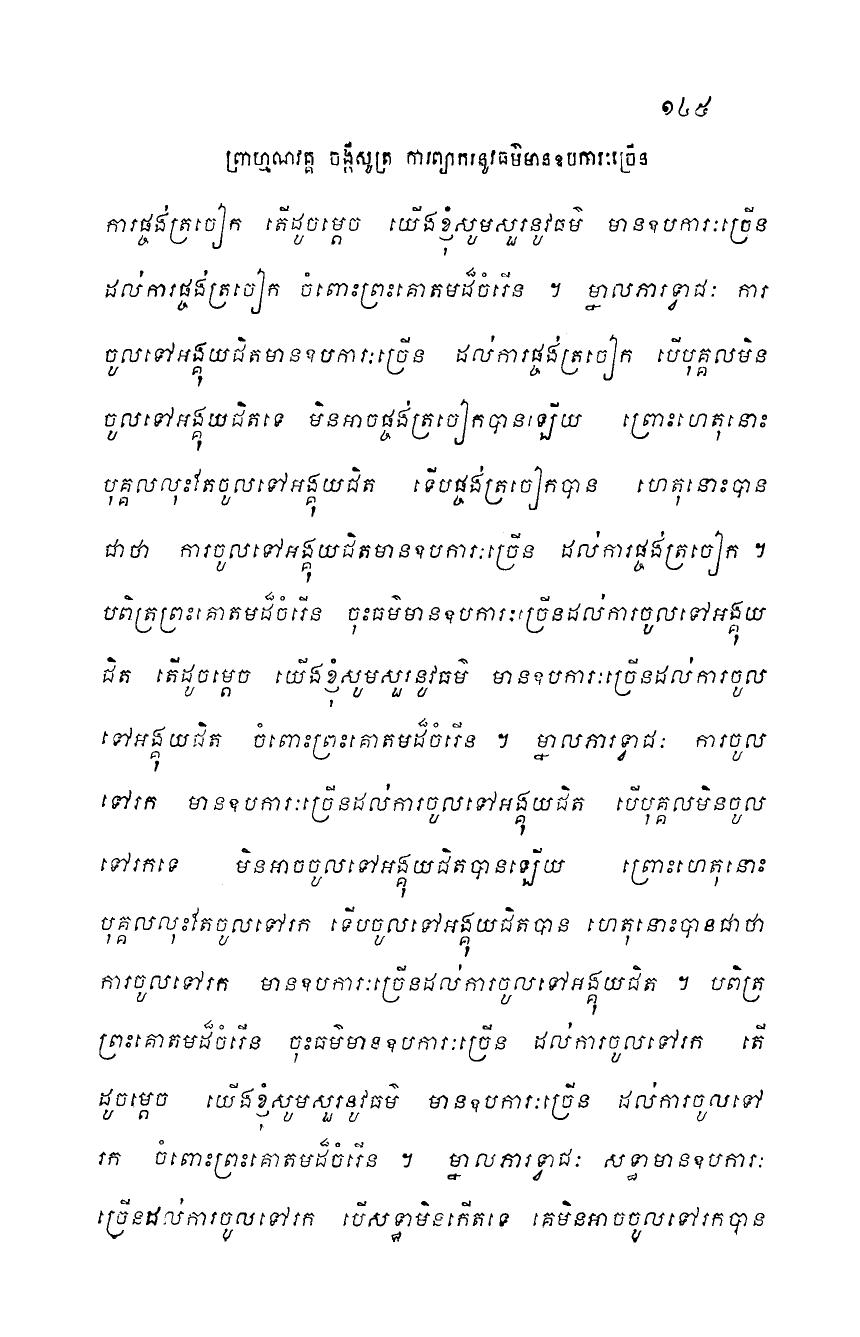 ១៤៥
ព្រាហ្មណវគ្គ ចង្កីសូត្រ ការព្យាករនូវធម៌មានឧបការៈច្រើន
ការផ្ចង់ត្រចៀក តើដូចម្តេច យើងខ្ញុំសូមសួរនូវធម៌ មានឧបការៈច្រើន
ដល់ការផ្ចង់ត្រចៀក ចំពោះព្រះគោតមដ៏ចំរើន ។ ម្នាលភារទ្វាជៈ ការ
ចូលទៅអង្គុយជិតមានឧបការៈច្រើន ដល់ការផ្ចង់ត្រចៀក បើបុគ្គលមិន
ចូលទៅអង្គុយជិតទេ មិនអាចផ្ចង់ត្រចៀកបានឡើយ ព្រោះហេតុនោះ
បុគ្គលលុះតែចូលទៅអង្គុយជិត ទើបផ្ចង់ត្រចៀកបាន ហេតុនោះបាន
ជាថា ការចូលទៅអង្គុយជិតមានឧបការៈច្រើន ដល់ការផ្ចង់ត្រចៀក ។
បពិត្រព្រះគោតមដ៏ចំរើន ចុះធម៌មានឧបការៈច្រើនដល់ការចូលទៅអង្គុយ
ជិត តើដូចម្តេច យើងខ្ញុំសូមសួរនូវធម៌ មានឧបការៈច្រើនដល់ការចូល
ទៅអង្គុយជិត ចំពោះព្រះគោតមដ៏ចំរើន ។ ម្នាលភារទ្វាជៈ ការចូល
ទៅរក មានឧបការៈច្រើនដល់ការចូលទៅអង្គុយជិត បើបុគ្គលមិនចូល
ទៅរកទេ មិនអាចចូលទៅអង្គុយជិតបានឡើយ ព្រោះហេតុនោះ
បុគ្គលលុះតែចូលទៅរក ទើបចូលទៅអង្គុយជិតបាន ហេតុនោះបានជាថា
ការចូលទៅរក មានឧបការៈច្រើនដល់ការចូលទៅអង្គុយជិត ។ បពិត្រ
ព្រះគោតមដ៏ចំរើន ចុះធម៌មានឧបការៈច្រើន ដល់ការចូលទៅរក តើ
ដូចម្តេច យើងខ្ញុំសូមសួរនូវធម៌ មានឧបការៈច្រើន ដល់ការចូលទៅ
រក ចំពោះព្រះគោតមដ៏ចំរើន ។ ម្នាលភារទ្វាជៈ សទ្ធាមានឧបការៈ
ច្រើនដល់ការចូលទៅរក បើសទ្ធាមិនកើតទេ គេមិនអាចចូលទៅរកបាន